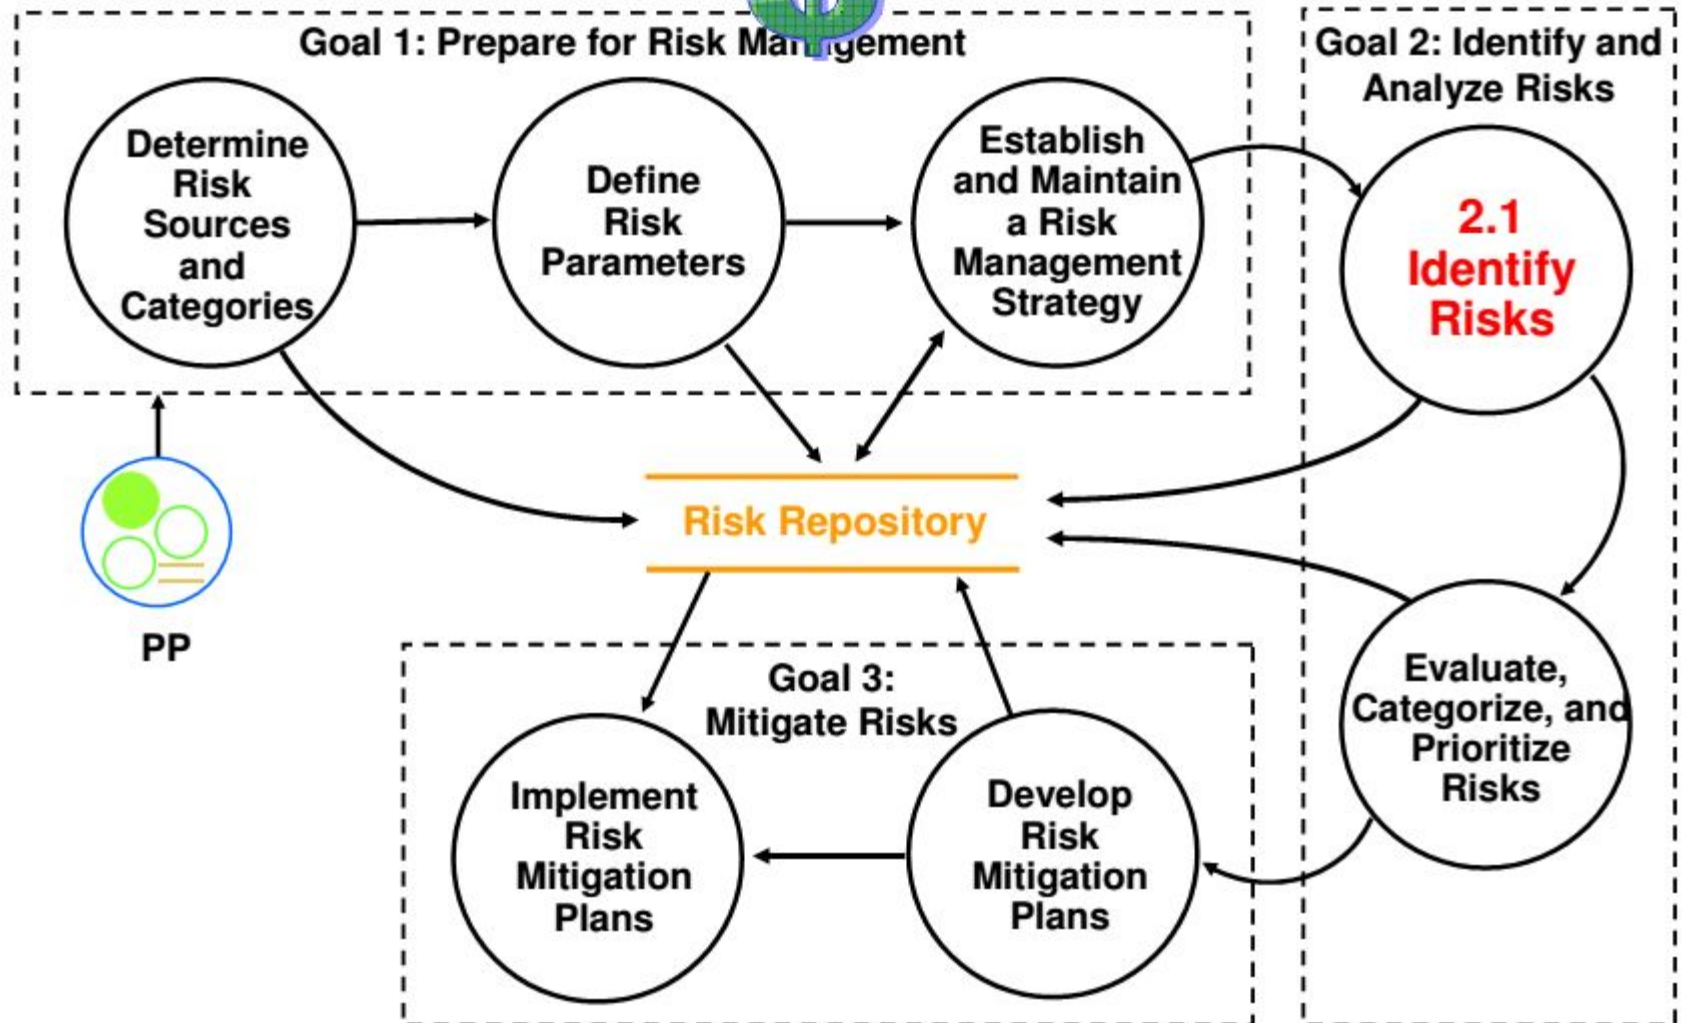 Goal 1: Prepare for Risk Management
Goal 2: Identify and
Analyze Risks
Determine
Risk
Sources
and
Categories
Define
Risk
Parameters
Establish
and Maintain
a Risk
Management
Strategy
2.1
Identify
Risks
Risk Repository
PP
Goal 3:
Mitigate Risks
Implement
Risk
Mitigation
Plans
Develop
Risk
Mitigation
Plans
Evaluate,
Categorize, and
Prioritize
Risks